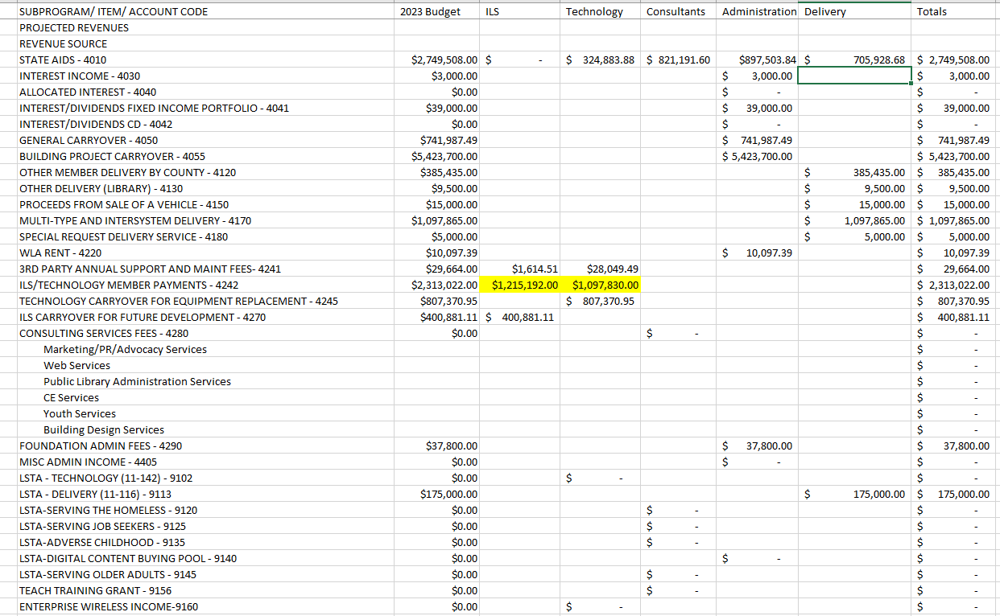 SUBPROGRAM/ ITEM/ ACCOUNT CODE 2023 Budget ILS Technology Consultants Administration Delivery Totals
PROJECTED REVENUES
REVENUE SOURCE
STATE AIDS - 4010 $2,749,508.00 $ - $ 324,883.88 $ 821,191.60 $897,503.84 $ 705,928.68 $ 2,749,508.00
INTEREST INCOME - 4030 $3,000.00 $ 3,000.00 $ 3,000.00
ALLOCATED INTEREST - 4040 $0.00 $ - $ -
INTEREST/DIVIDENDS FIXED INCOME PORTFOLIO - 4041 $39,000.00 $ 39,000.00 $ 39,000.00
INTEREST/DIVIDENDS CD - 4042 $0.00 $ - $ -
GENERAL CARRYOVER - 4050 $741,987.49 $ 741,987.49 $ 741,987.49
BUILDING PROJECT CARRYOVER - 4055 $5,423,700.00 $ 5,423,700.00 $ 5,423,700.00
OTHER MEMBER DELIVERY BY COUNTY - 4120 $385,435.00 $ 385,435.00 $ 385,435.00
OTHER DELIVERY (LIBRARY) - 4130 $9,500.00 $ 9,500.00 $ 9,500.00
PROCEEDS FROM SALE OF A VEHICLE - 4150 $15,000.00 $ 15,000.00 $ 15,000.00
MULTI-TYPE AND INTERSYSTEM DELIVERY - 4170 $1,097,865.00 $ 1,097,865.00 $ 1,097,865.00
SPECIAL REQUEST DELIVERY SERVICE - 4180 $5,000.00 $ 5,000.00 $ 5,000.00
WLA RENT - 4220 $10,097.39 $ 10,097.39 $ 10,097.39
3RD PARTY ANNUAL SUPPORT AND MAINT FEES- 4241 $29,664.00 $1,614.51 $28,049.49 $ 29,664.00
ILS/TECHNOLOGY MEMBER PAYMENTS - 4242 $2,313,022.00 $1,215,192.00 $1,097,830.00 $ 2,313,022.00
TECHNOLOGY CARRYOVER FOR EQUIPMENT REPLACEMENT - 4245 $807,370.95 $ 807,370.95 $ 807,370.95
ILS CARRYOVER FOR FUTURE DEVELOPMENT - 4270 $400,881.11 $ 400,881.11 $ 400,881.11
CONSULTING SERVICES FEES - 4280 $0.00 $ - $ -
Marketing/PR/Advocacy Services $ -
Web Services $ -
Public Library Administration Services $ -
CE Services $ -
Youth Services $ -
Building Design Services $ -
FOUNDATION ADMIN FEES - 4290 $37,800.00 $ 37,800.00 $ 37,800.00
MISC ADMIN INCOME - 4405 $0.00 $ - $ -
LSTA - TECHNOLOGY (11-142) - 9102 $0.00 $ - $ -
LSTA - DELIVERY (11-116) - 9113 $175,000.00 $ 175,000.00 $ 175,000.00
LSTA-SERVING THE HOMELESS - 9120 $0.00 $ - $ -
LSTA-SERVING JOB SEEKERS - 9125 $0.00 $ - $ -
LSTA-ADVERSE CHILDHOOD - 9135 $0.00 $ - $ -
LSTA-DIGITAL CONTENT BUYING POOL - 9140 $0.00 $ - $ -
LSTA-SERVING OLDER ADULTS - 9145 $0.00 $ - $ -
TEACH TRAINING GRANT - 9156 $0.00 $ - $ -
ENTERPRISE WIRELESS INCOME-9160 $0.00 $ - $ -